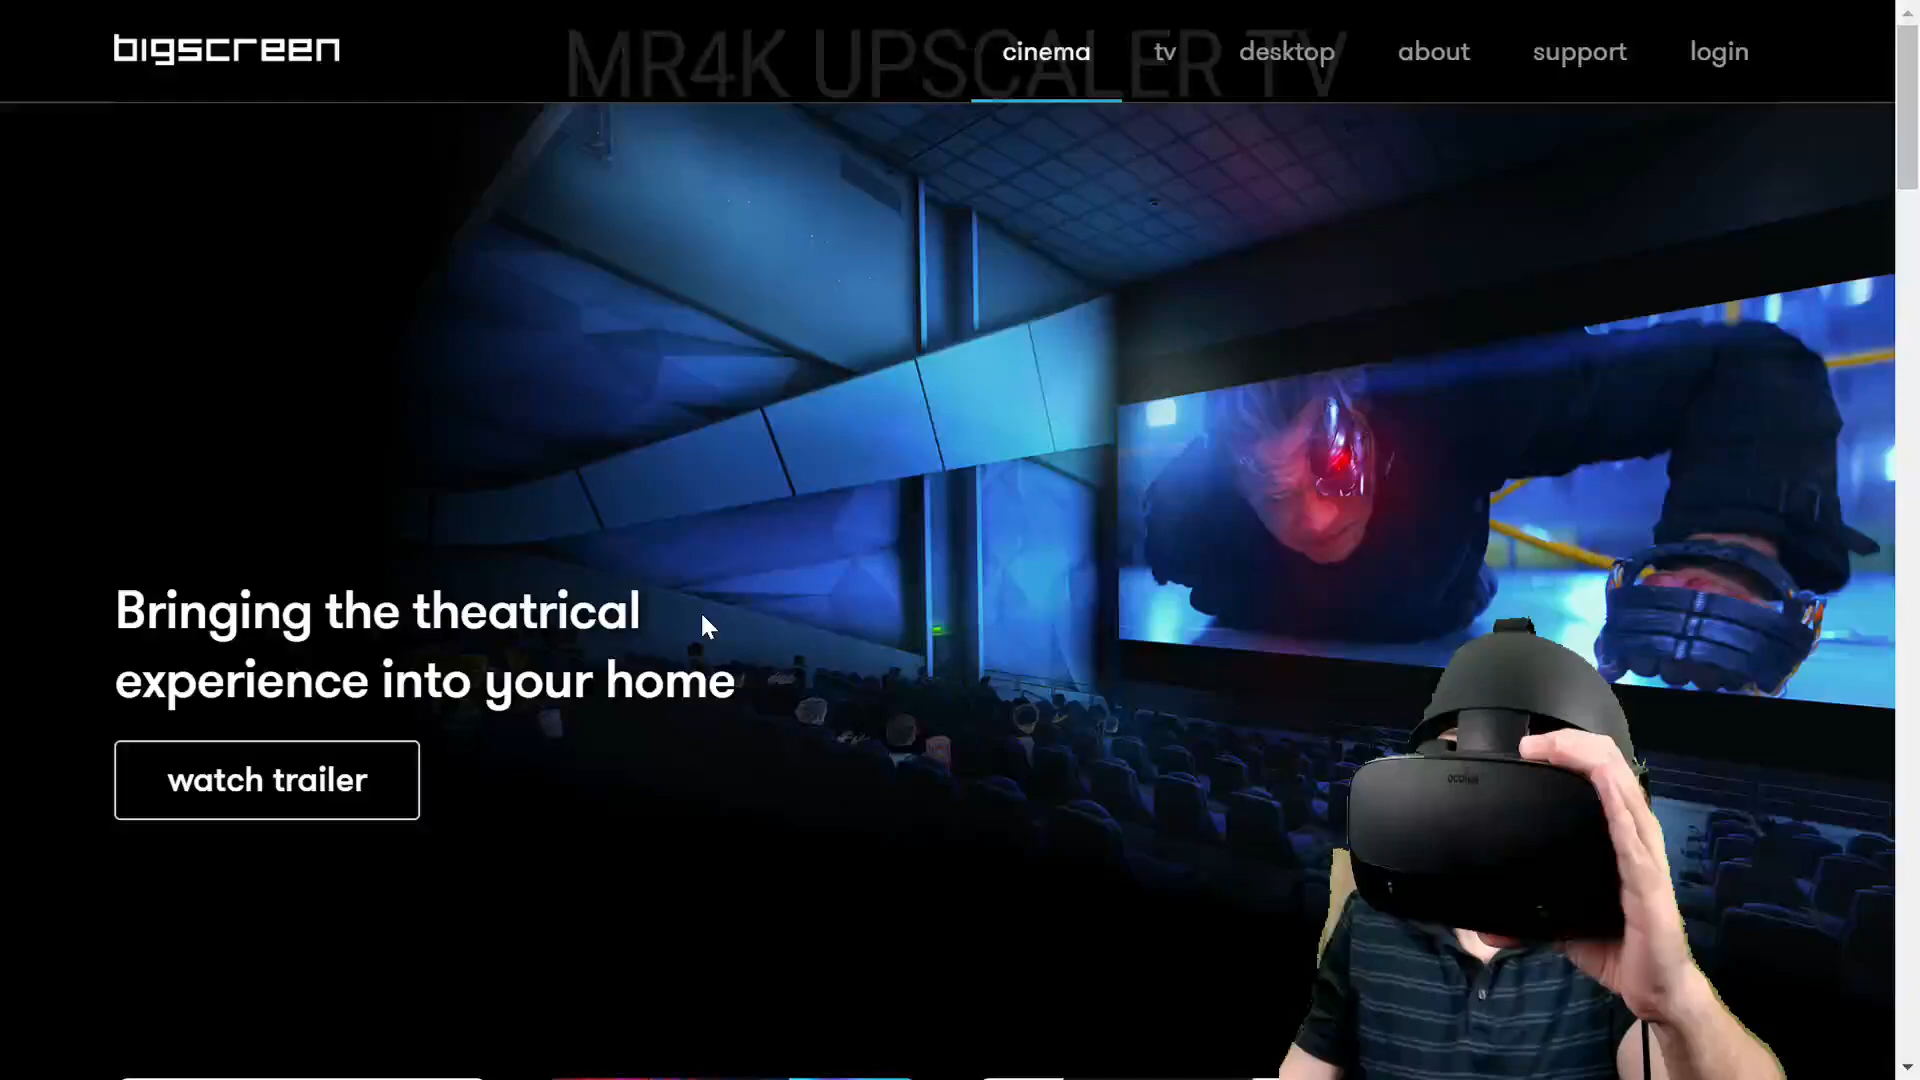 bigscreen
MR4K UPSCALER TV
cinema
tv
desktop
about
support
login
Bringing the theatrical
experience into your home
watch trailer
oculus